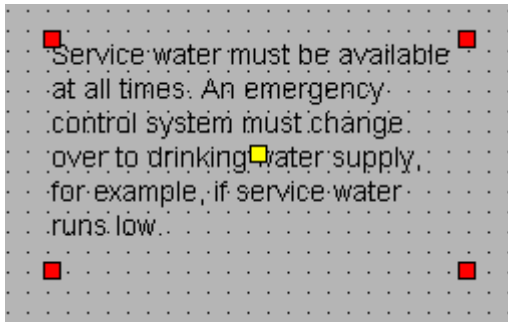 Service water must be available
at all times. An emergency
control system must change
over to drinking water supply,
for example, if service water
runs low.